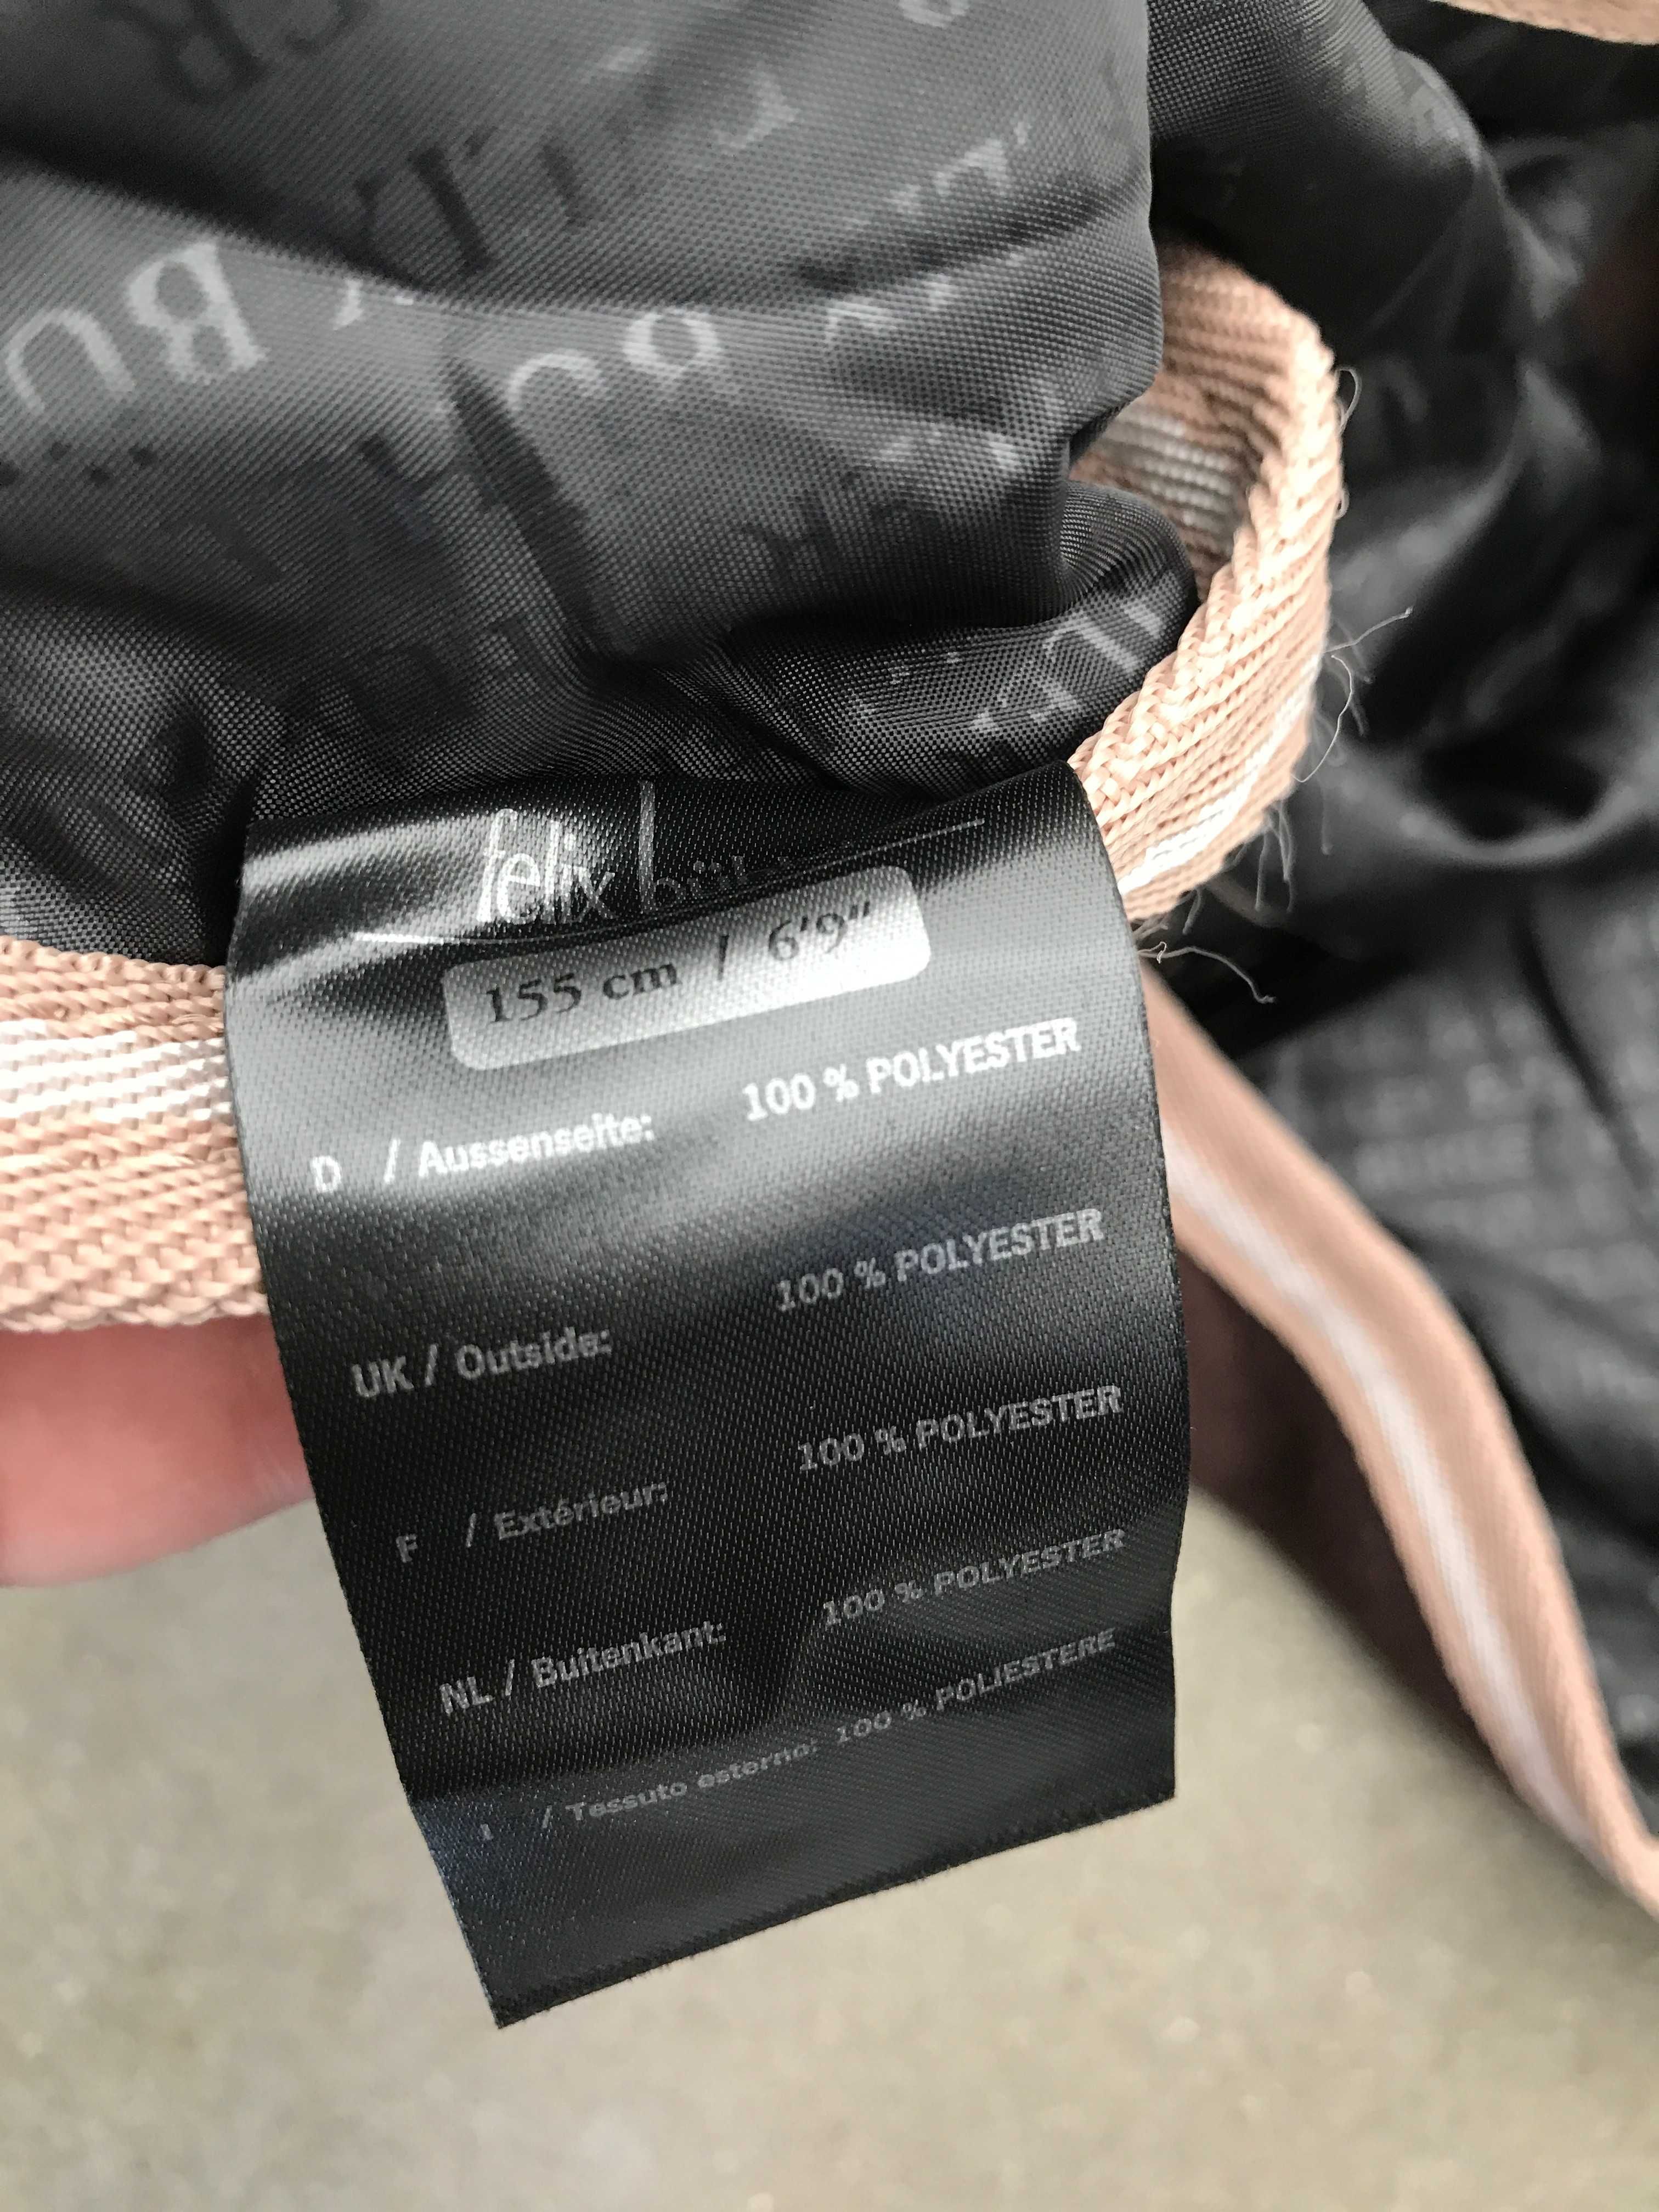 felix
155 cm / 6'9"
D / Aussenseite: 100 % POLYESTER
UK / Outside: 100 % POLYESTER
F / Extérieur: 100 % POLYESTER
NL / Buitenkant: 100 % POLYESTER
I / Tessuto esterno: 100 % POLIESTERE